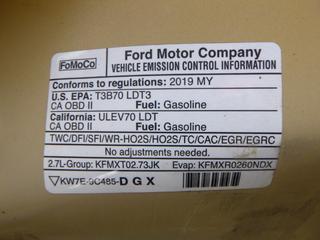 FoMoCo
Ford Motor Company
VEHICLE EMISSION CONTROL INFORMATION
Conforms to regulations: 2019 MY
U.S. EPA: T3B70 LDT3
CA OBD II Fuel: Gasoline
California: ULEV70 LDT
CA OBD II Fuel: Gasoline
TWC/DFI/SFI/WR-HO2S/HO2S/TC/CAC/EGR/EGRC
No adjustments needed.
2.7L-Group: KFMXT02.73JK Evap: KFMXR0260NDX
KW7E-9C485-D G X